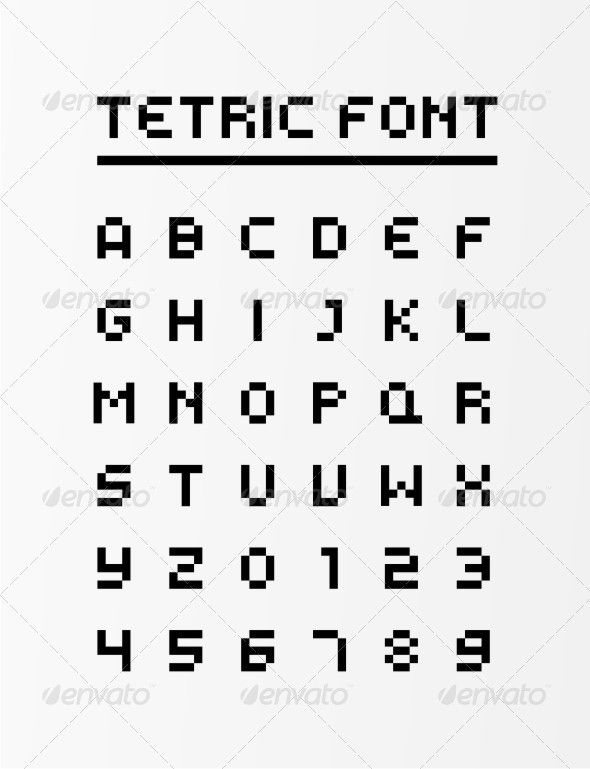 TETRIC FONT
envato envato envato
A B C D E F
envato envato envato
G H I J K L
M N O P Q R
S T U U W X
envato envato envato
Y Z 0 1 2 3
4 5 6 7 8 9
envato envato envato